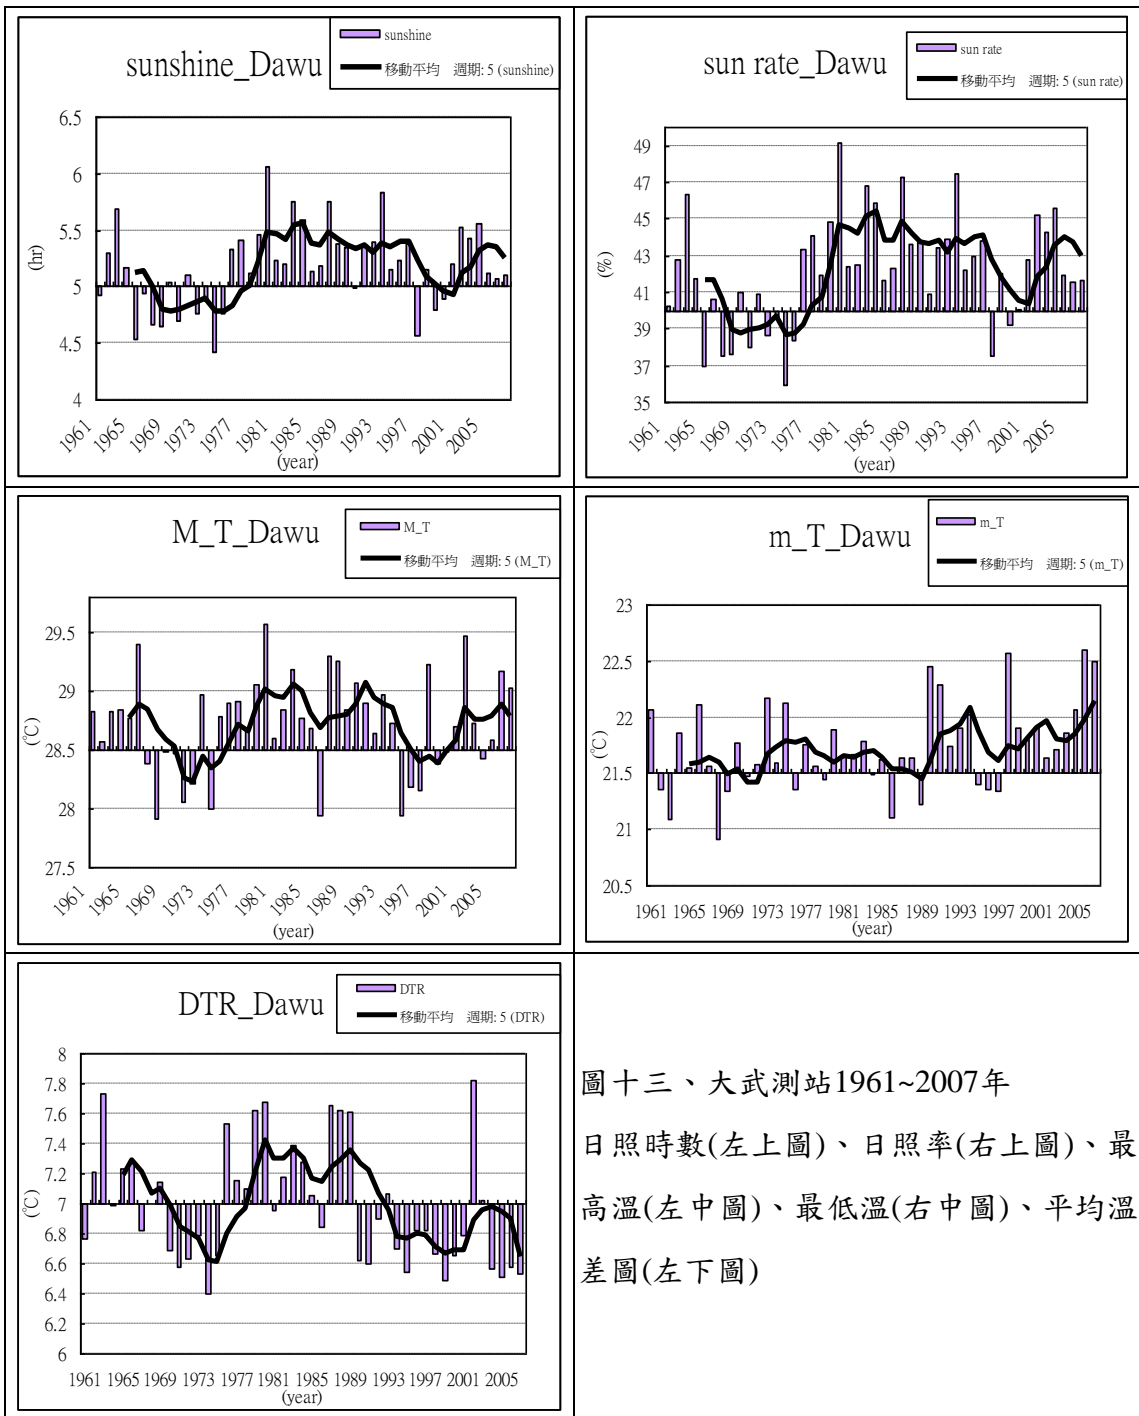 sunshine_Dawu
sunshine
移動平均 週期: 5 (sunshine)
(hr)
6.5
6
5.5
5
4.5
4
1961 1965 1969 1973 1977 1981 1985 1989 1993 1997 2001 2005
(year)
sun rate_Dawu
sun rate
移動平均 週期: 5 (sun rate)
(%)
49
47
45
43
41
39
37
35
1961 1965 1969 1973 1977 1981 1985 1989 1993 1997 2001 2005
(year)
M_T_Dawu
M_T
移動平均 週期: 5 (M_T)
(℃)
29.5
29
28.5
28
27.5
1961 1965 1969 1973 1977 1981 1985 1989 1993 1997 2001 2005
(year)
m_T_Dawu
m_T
移動平均 週期: 5 (m_T)
(℃)
23
22.5
22
21.5
21
20.5
1961 1965 1969 1973 1977 1981 1985 1989 1993 1997 2001 2005
(year)
DTR_Dawu
DTR
移動平均 週期: 5 (DTR)
(℃)
8
7.8
7.6
7.4
7.2
7
6.8
6.6
6.4
6.2
6
1961 1965 1969 1973 1977 1981 1985 1989 1993 1997 2001 2005
(year)
圖十三、大武測站1961~2007年
日照時數(左上圖)、日照率(右上圖)、最
高溫(左中圖)、最低溫(右中圖)、平均溫
差圖(左下圖)